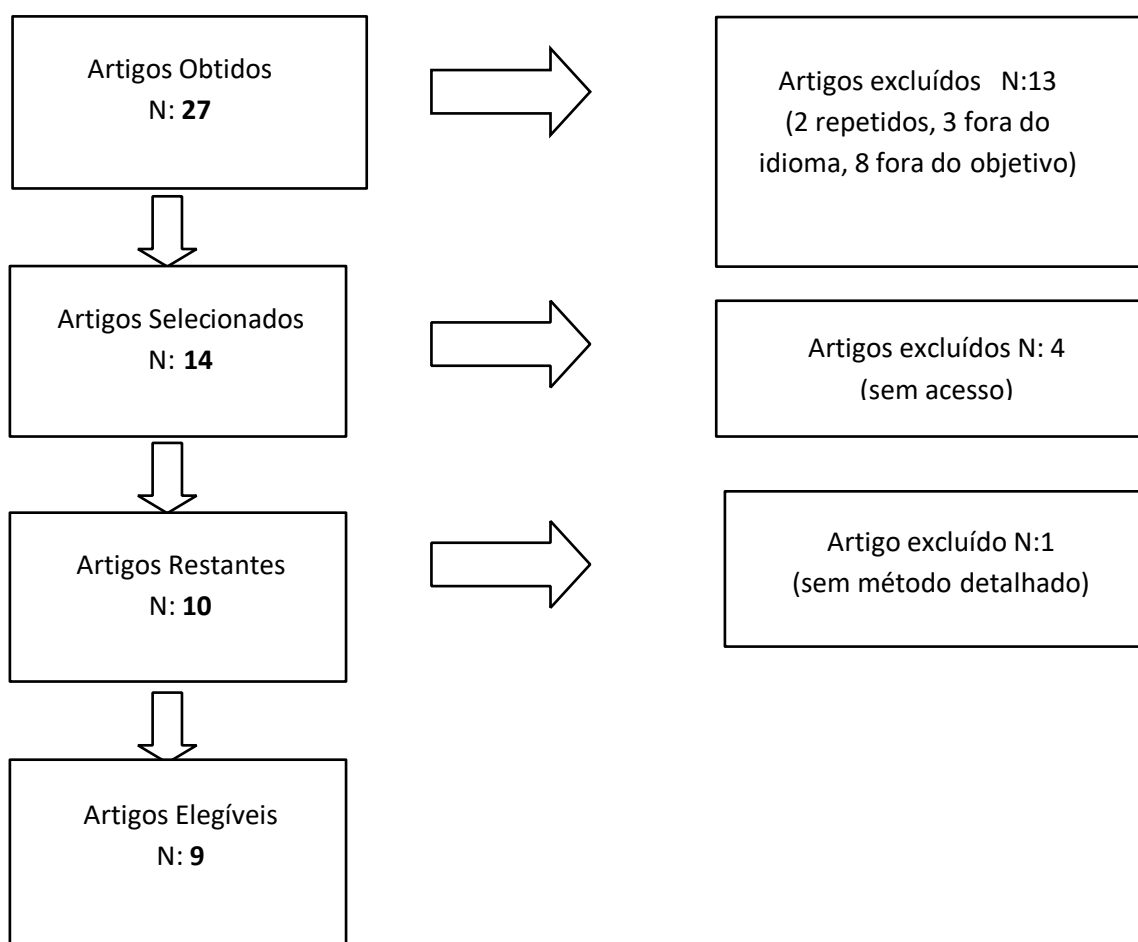 Artigos Obtidos
N: 27
Artigos excluídos N:13
(2 repetidos, 3 fora do
idioma, 8 fora do objetivo)
Artigos Selecionados
N: 14
Artigos excluídos N: 4
(sem acesso)
Artigos Restantes
N: 10
Artigo excluído N:1
(sem método detalhado)
Artigos Elegíveis
N: 9